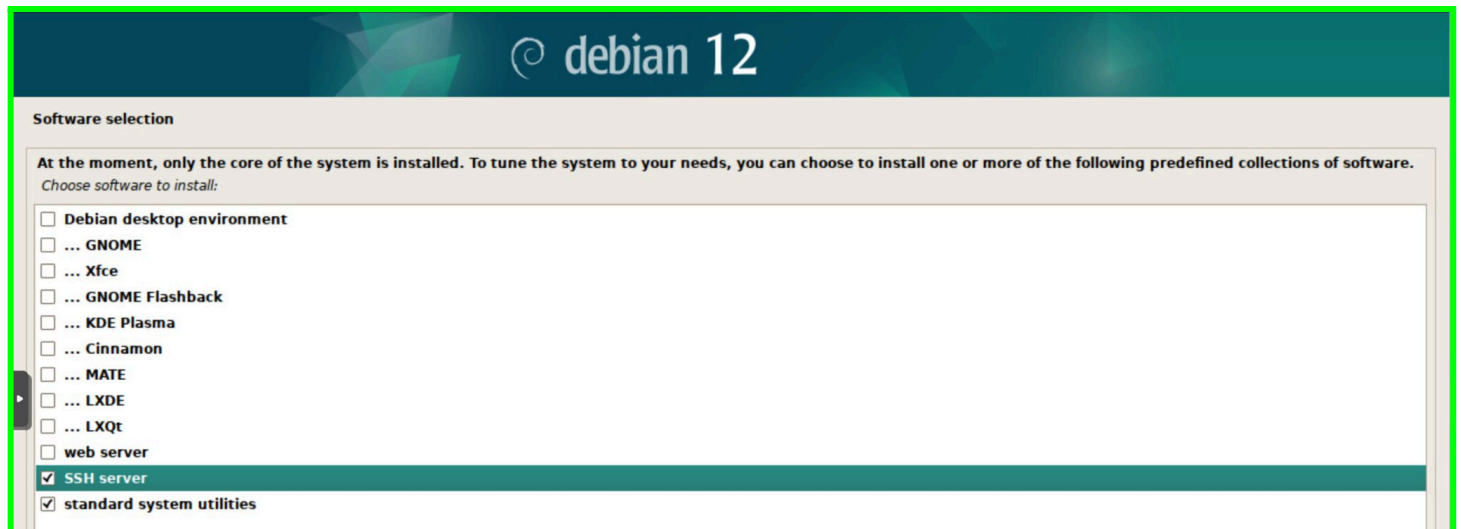 debian 12
Software selection
At the moment, only the core of the system is installed. To tune the system to your needs, you can choose to install one or more of the following predefined collections of software.
Choose software to install:
Debian desktop environment
... GNOME
... Xfce
... GNOME Flashback
... KDE Plasma
... Cinnamon
... MATE
... LXDE
... LXQt
web server
SSH server
standard system utilities